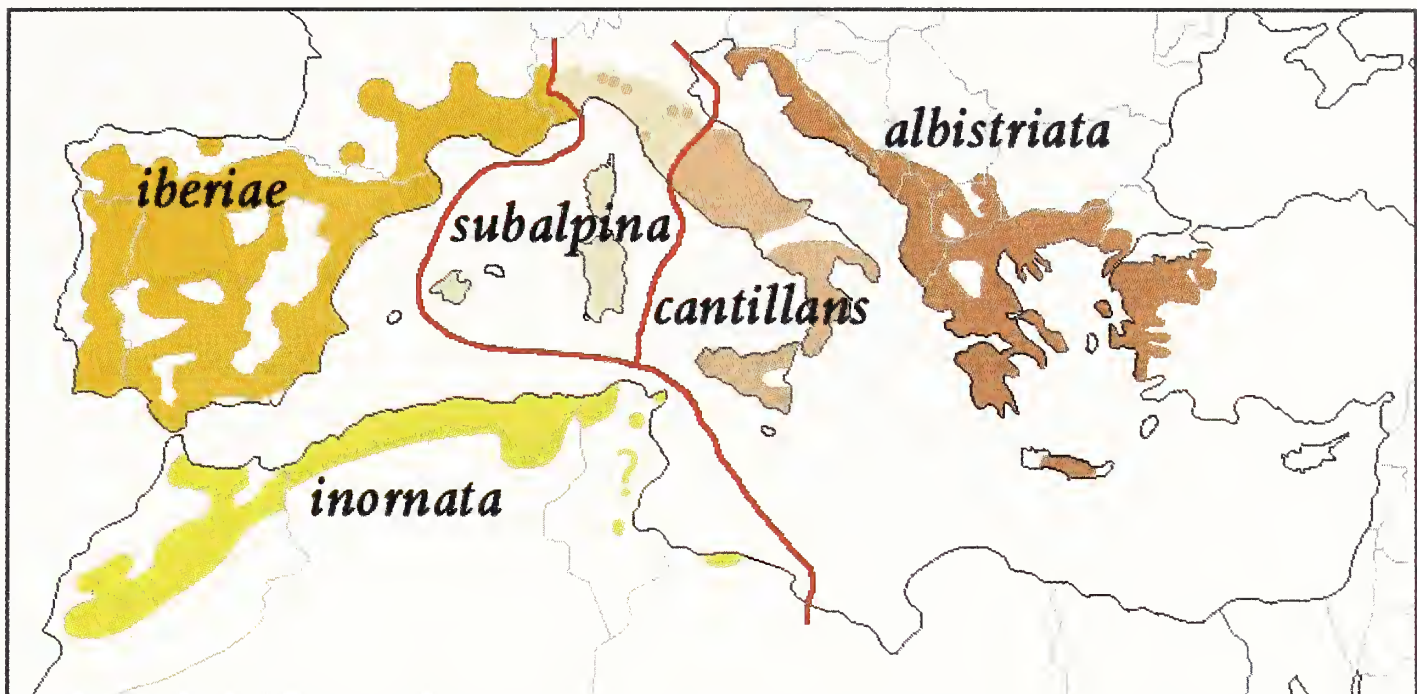 albistriata
iberiae
subalpina
cantillans
?
inornata